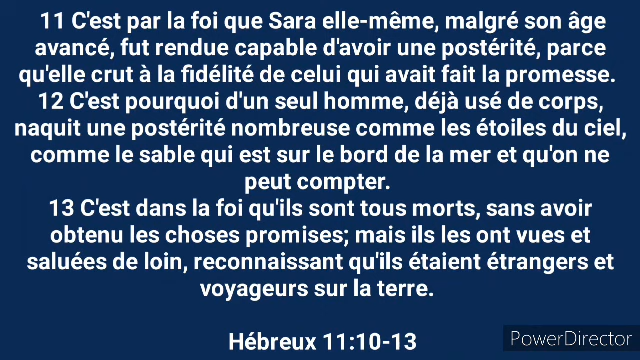 11 C'est par la foi que Sara elle-même, malgré son âge
avancé, fut rendue capable d'avoir une postérité, parce
qu'elle crut à la fidélité de celui qui avait fait la promesse.
12 C'est pourquoi d'un seul homme, déjà usé de corps,
naquit une postérité nombreuse comme les étoiles du ciel,
comme le sable qui est sur le bord de la mer et qu'on ne
peut compter.
13 C'est dans la foi qu'ils sont tous morts, sans avoir
obtenu les choses promises; mais ils les ont vues et
saluées de loin, reconnaissant qu'ils étaient étrangers et
voyageurs sur la terre.
Hébreux 11:10-13
PowerDirector